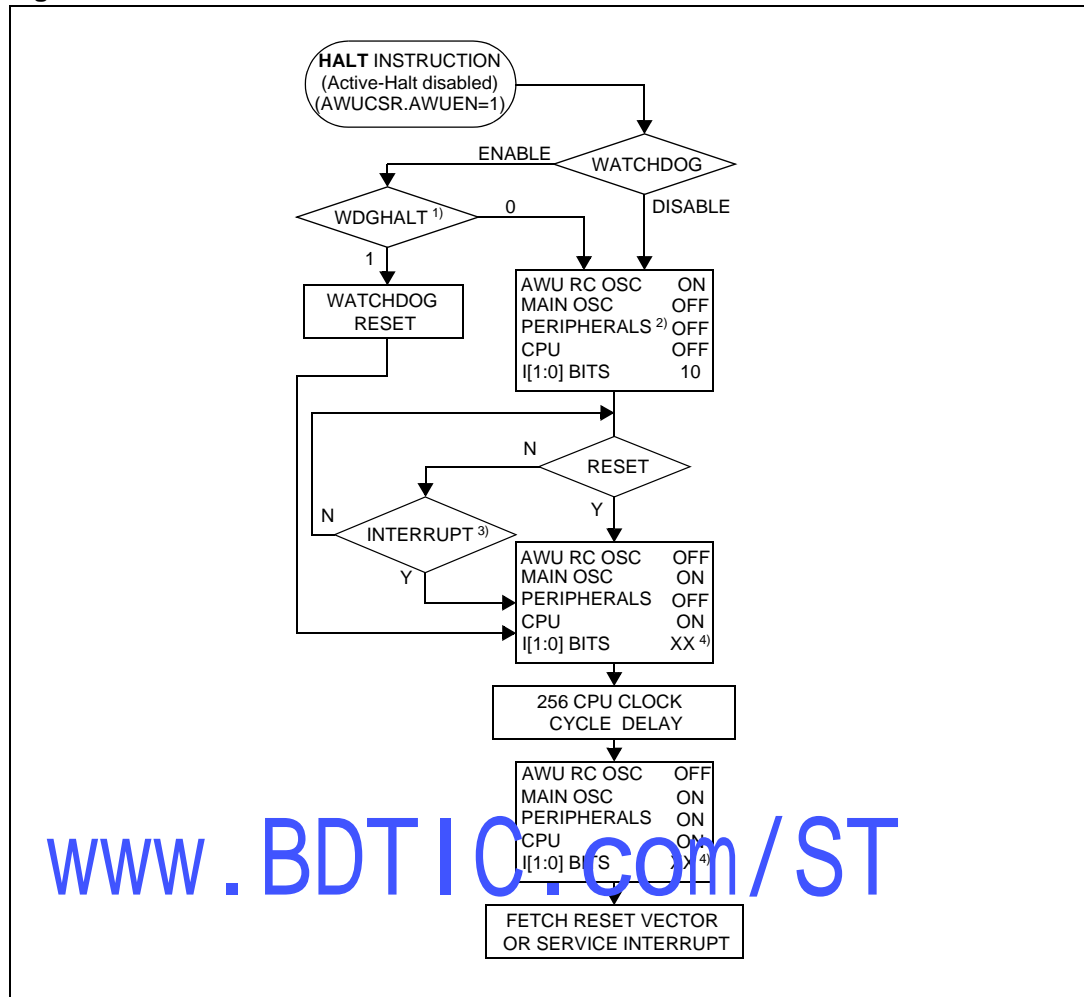 HALT INSTRUCTION
(Active-Halt disabled)
(AWUCSR.AWUEN=1)
WATCHDOG
ENABLE
DISABLE
WDGHALT 1)
0
1
WATCHDOG
RESET
AWU RC OSC ON
MAIN OSC OFF
PERIPHERALS 2) OFF
CPU OFF
I[1:0] BITS 10
RESET
N
Y
INTERRUPT 3)
N
Y
AWU RC OSC OFF
MAIN OSC ON
PERIPHERALS OFF
CPU ON
I[1:0] BITS XX 4)
256 CPU CLOCK
CYCLE DELAY
AWU RC OSC OFF
MAIN OSC ON
PERIPHERALS ON
CPU ON
I[1:0] BITS XX 4)
www.BDTIC.com/ST
FETCH RESET VECTOR
OR SERVICE INTERRUPT